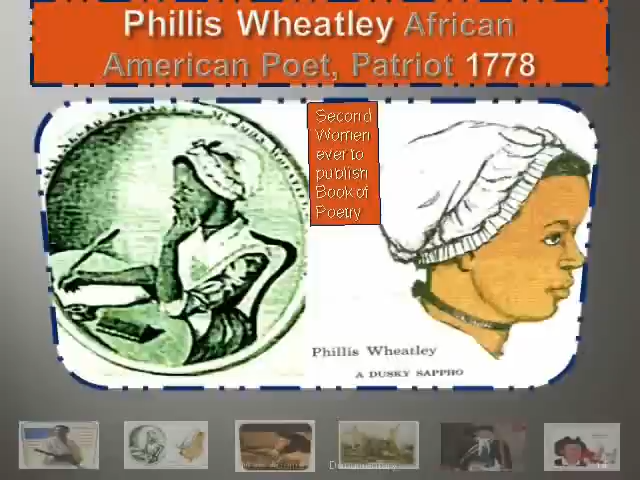 Phillis Wheatley African
American Poet, Patriot 1778
Second
Women
ever to
publish
Book of
Poetry
Phillis Wheatley
A DUSKY SAPPHO
Documentary